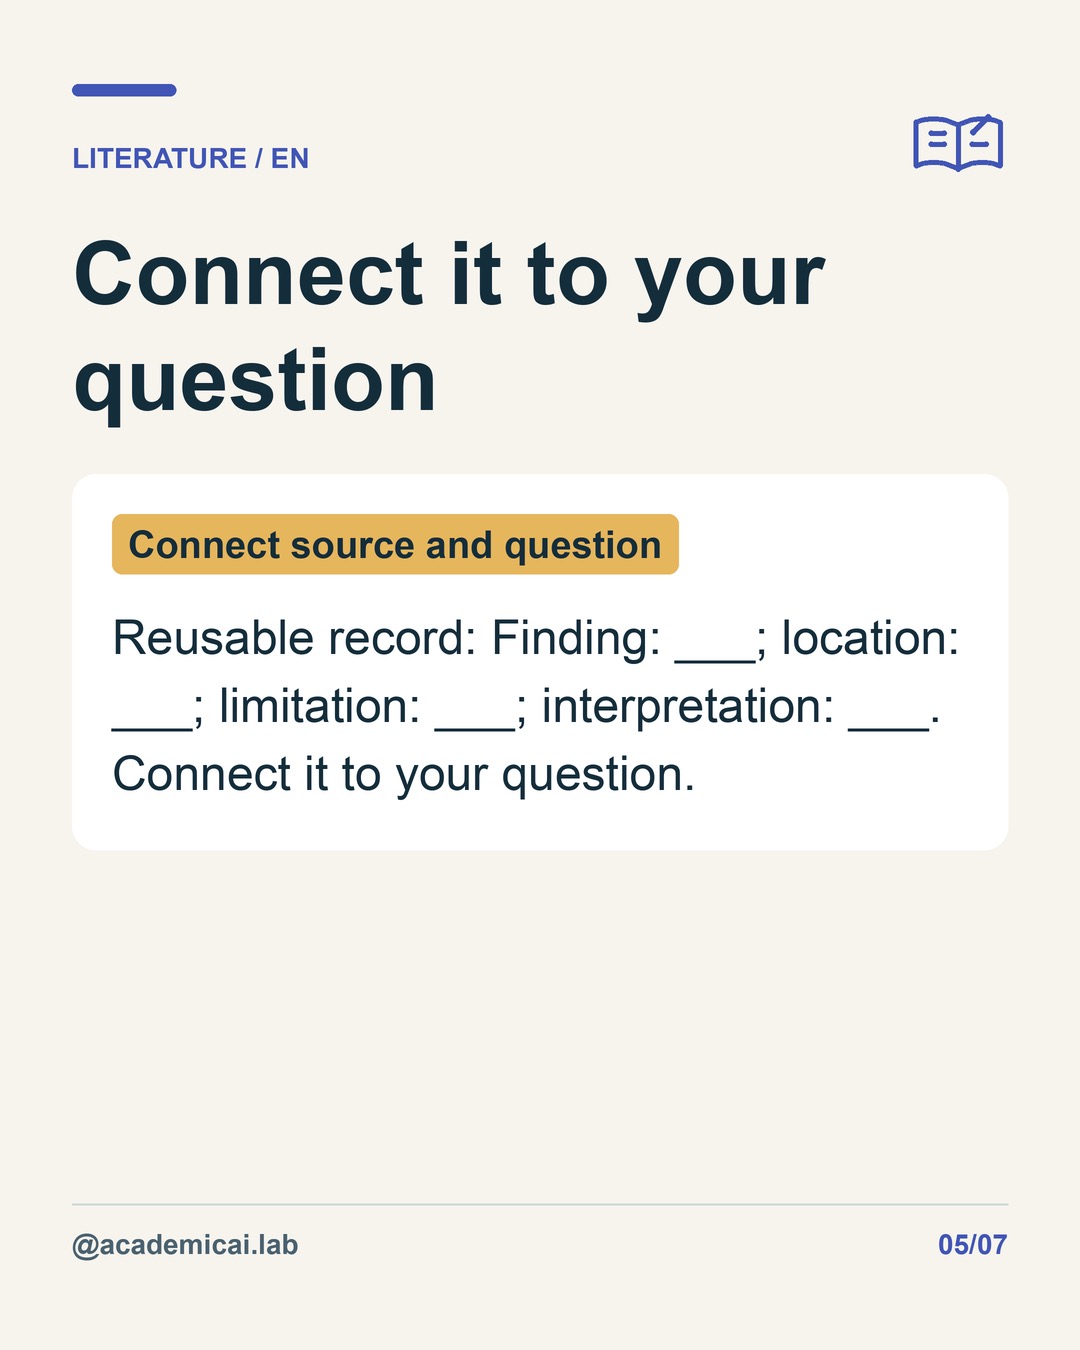 LITERATURE / EN
Connect it to your
question
Connect source and question
Reusable record: Finding: ___; location:
___; limitation: ___; interpretation: ___.
Connect it to your question.
@academicai.lab
05/07